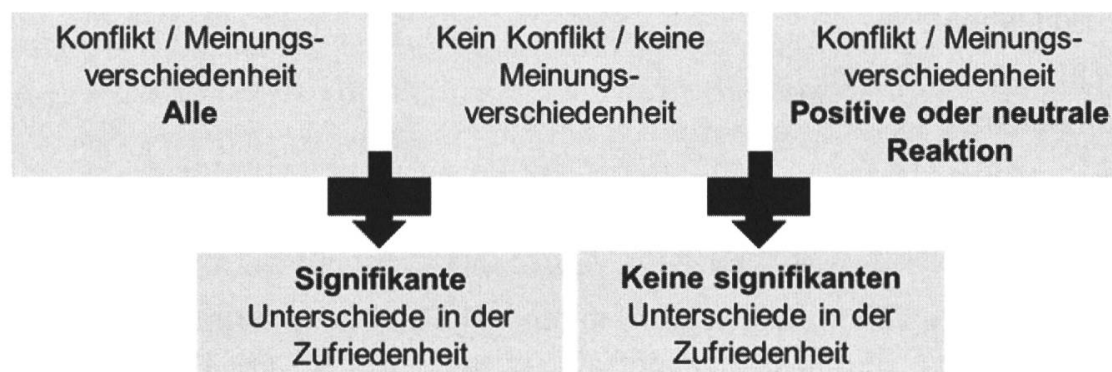 Konflikt / Meinungs-
verschiedenheit
Alle
Kein Konflikt / keine
Meinungs-
verschiedenheit
Konflikt / Meinungs-
verschiedenheit
Positive oder neutrale
Reaktion
Signifikante
Unterschiede in der
Zufriedenheit
Keine signifikanten
Unterschiede in der
Zufriedenheit